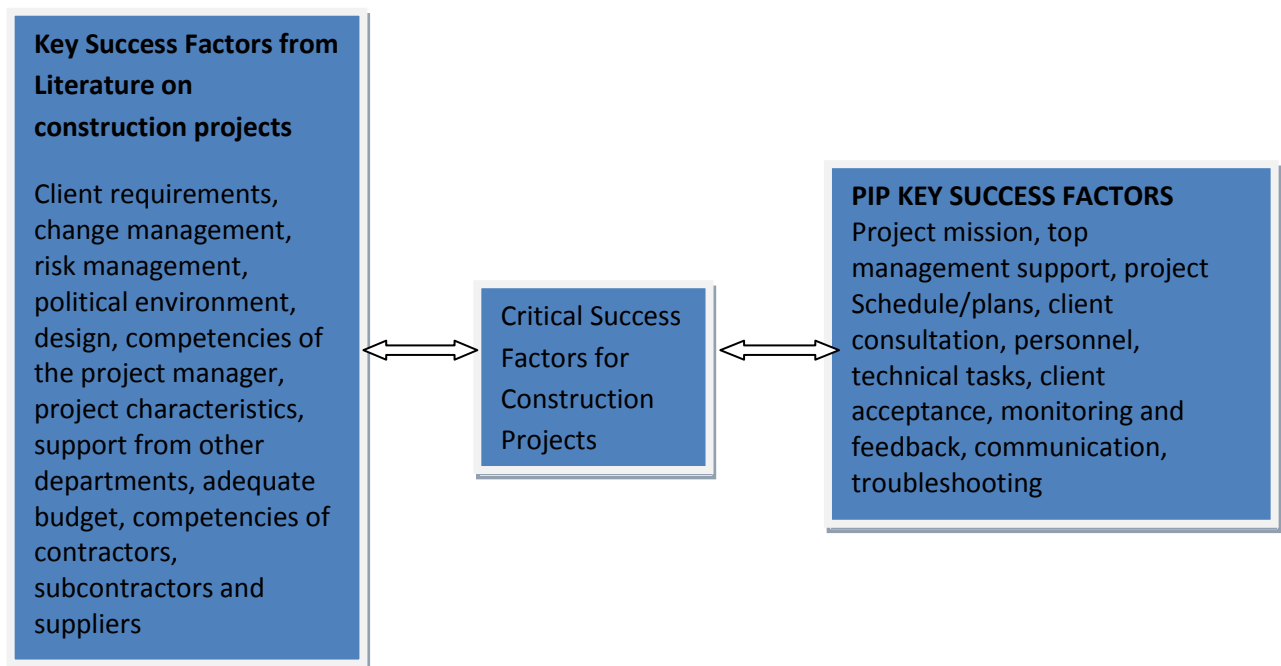 Key Success Factors from
Literature on
construction projects
Client requirements,
change management,
risk management,
political environment,
design, competencies of
the project manager,
project characteristics,
support from other
departments, adequate
budget, competencies of
contractors,
subcontractors and
suppliers
Critical Success
Factors for
Construction
Projects
PIP KEY SUCCESS FACTORS
Project mission, top
management support, project
Schedule/plans, client
consultation, personnel,
technical tasks, client
acceptance, monitoring and
feedback, communication,
troubleshooting